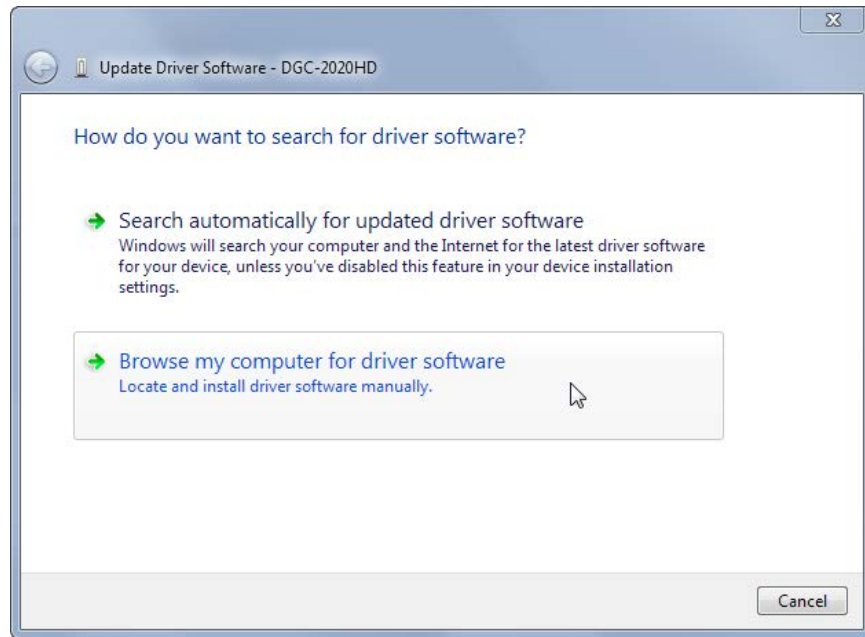 Update Driver Software - DGC-2020HD
How do you want to search for driver software?
Search automatically for updated driver software
Windows will search your computer and the Internet for the latest driver software
for your device, unless you've disabled this feature in your device installation
settings.
Browse my computer for driver software
Locate and install driver software manually.
Cancel